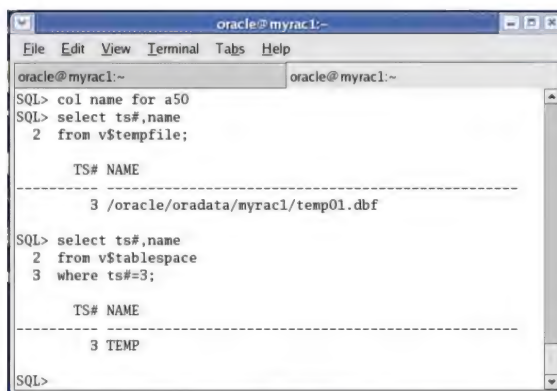 oracle@myrac1:~
File Edit View Terminal Tabs Help
oracle@myrac1:~ oracle@myrac1:~
SQL> col name for a50
SQL> select ts#,name
2 from v$tempfile;
TS# NAME
---------- --------------------------------------------------
3 /oracle/oradata/myrac1/temp01.dbf
SQL> select ts#,name
2 from v$tablespace
3 where ts#=3;
TS# NAME
---------- --------------------------------------------------
3 TEMP
SQL>